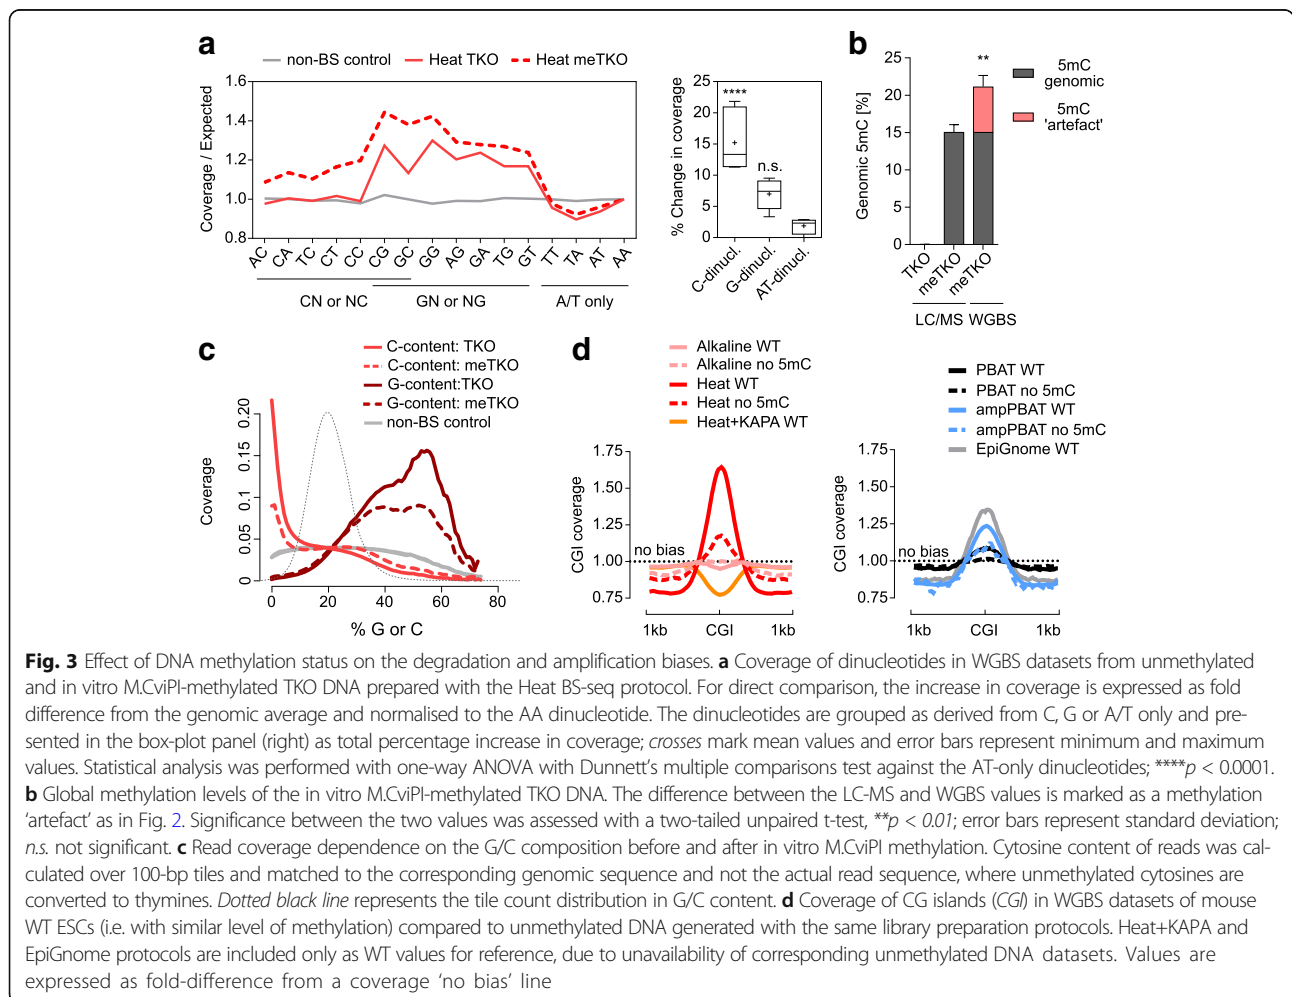 a
non-BS control
Heat TKO
Heat meTKO
1.6
1.4
1.2
1.0
0.8
Coverage / Expected
AC
CA
TC
CT
CC
CG
GC
GG
AG
GA
TG
GT
TT
TA
AT
AA
CN or NC
GN or NG
A/T only
25
20
15
10
5
0
% Change in coverage
****
n.s.
C-dinucl.
G-dinucl.
AT-dinucl.
b
25
20
15
10
5
0
Genomic 5mC [%]
**
5mC
genomic
5mC
'artefact'
TKO
meTKO
meTKO
LC/MS
WGBS
c
C-content: TKO
C-content: meTKO
G-content:TKO
G-content: meTKO
non-BS control
0.20
0.1
0.1
0.05
0
Coverage
0
20
40
60
80
% G or C
d
Alkaline WT
Alkaline no 5mC
Heat WT
Heat no 5mC
Heat+KAPA WT
1.75
1.50
1.25
1.00
0.75
CGI coverage
no bias
1kb
CGI
1kb
PBAT WT
PBAT no 5mC
ampPBAT WT
ampPBAT no 5mC
EpiGnome WT
1.75
1.50
1.25
1.00
0.75
CGI coverage
no bias
1kb
CGI
1kb
Fig. 3 Effect of DNA methylation status on the degradation and amplification biases. a Coverage of dinucleotides in WGBS datasets from unmethylated
and in vitro M.CviPI-methylated TKO DNA prepared with the Heat BS-seq protocol. For direct comparison, the increase in coverage is expressed as fold
difference from the genomic average and normalised to the AA dinucleotide. The dinucleotides are grouped as derived from C, G or A/T only and pre-
sented in the box-plot panel (right) as total percentage increase in coverage; crosses mark mean values and error bars represent minimum and maximum
values. Statistical analysis was performed with one-way ANOVA with Dunnett's multiple comparisons test against the AT-only dinucleotides; ****p < 0.0001.
b Global methylation levels of the in vitro M.CviPI-methylated TKO DNA. The difference between the LC-MS and WGBS values is marked as a methylation
'artefact' as in Fig. 2. Significance between the two values was assessed with a two-tailed unpaired t-test, **p < 0.01; error bars represent standard deviation;
n.s. not significant. c Read coverage dependence on the G/C composition before and after in vitro M.CviPI methylation. Cytosine content of reads was cal-
culated over 100-bp tiles and matched to the corresponding genomic sequence and not the actual read sequence, where unmethylated cytosines are
converted to thymines. Dotted black line represents the tile count distribution in G/C content. d Coverage of CG islands (CGI) in WGBS datasets of mouse
WT ESCs (i.e. with similar level of methylation) compared to unmethylated DNA generated with the same library preparation protocols. Heat+KAPA and
EpiGnome protocols are included only as WT values for reference, due to unavailability of corresponding unmethylated DNA datasets. Values are
expressed as fold-difference from a coverage 'no bias' line